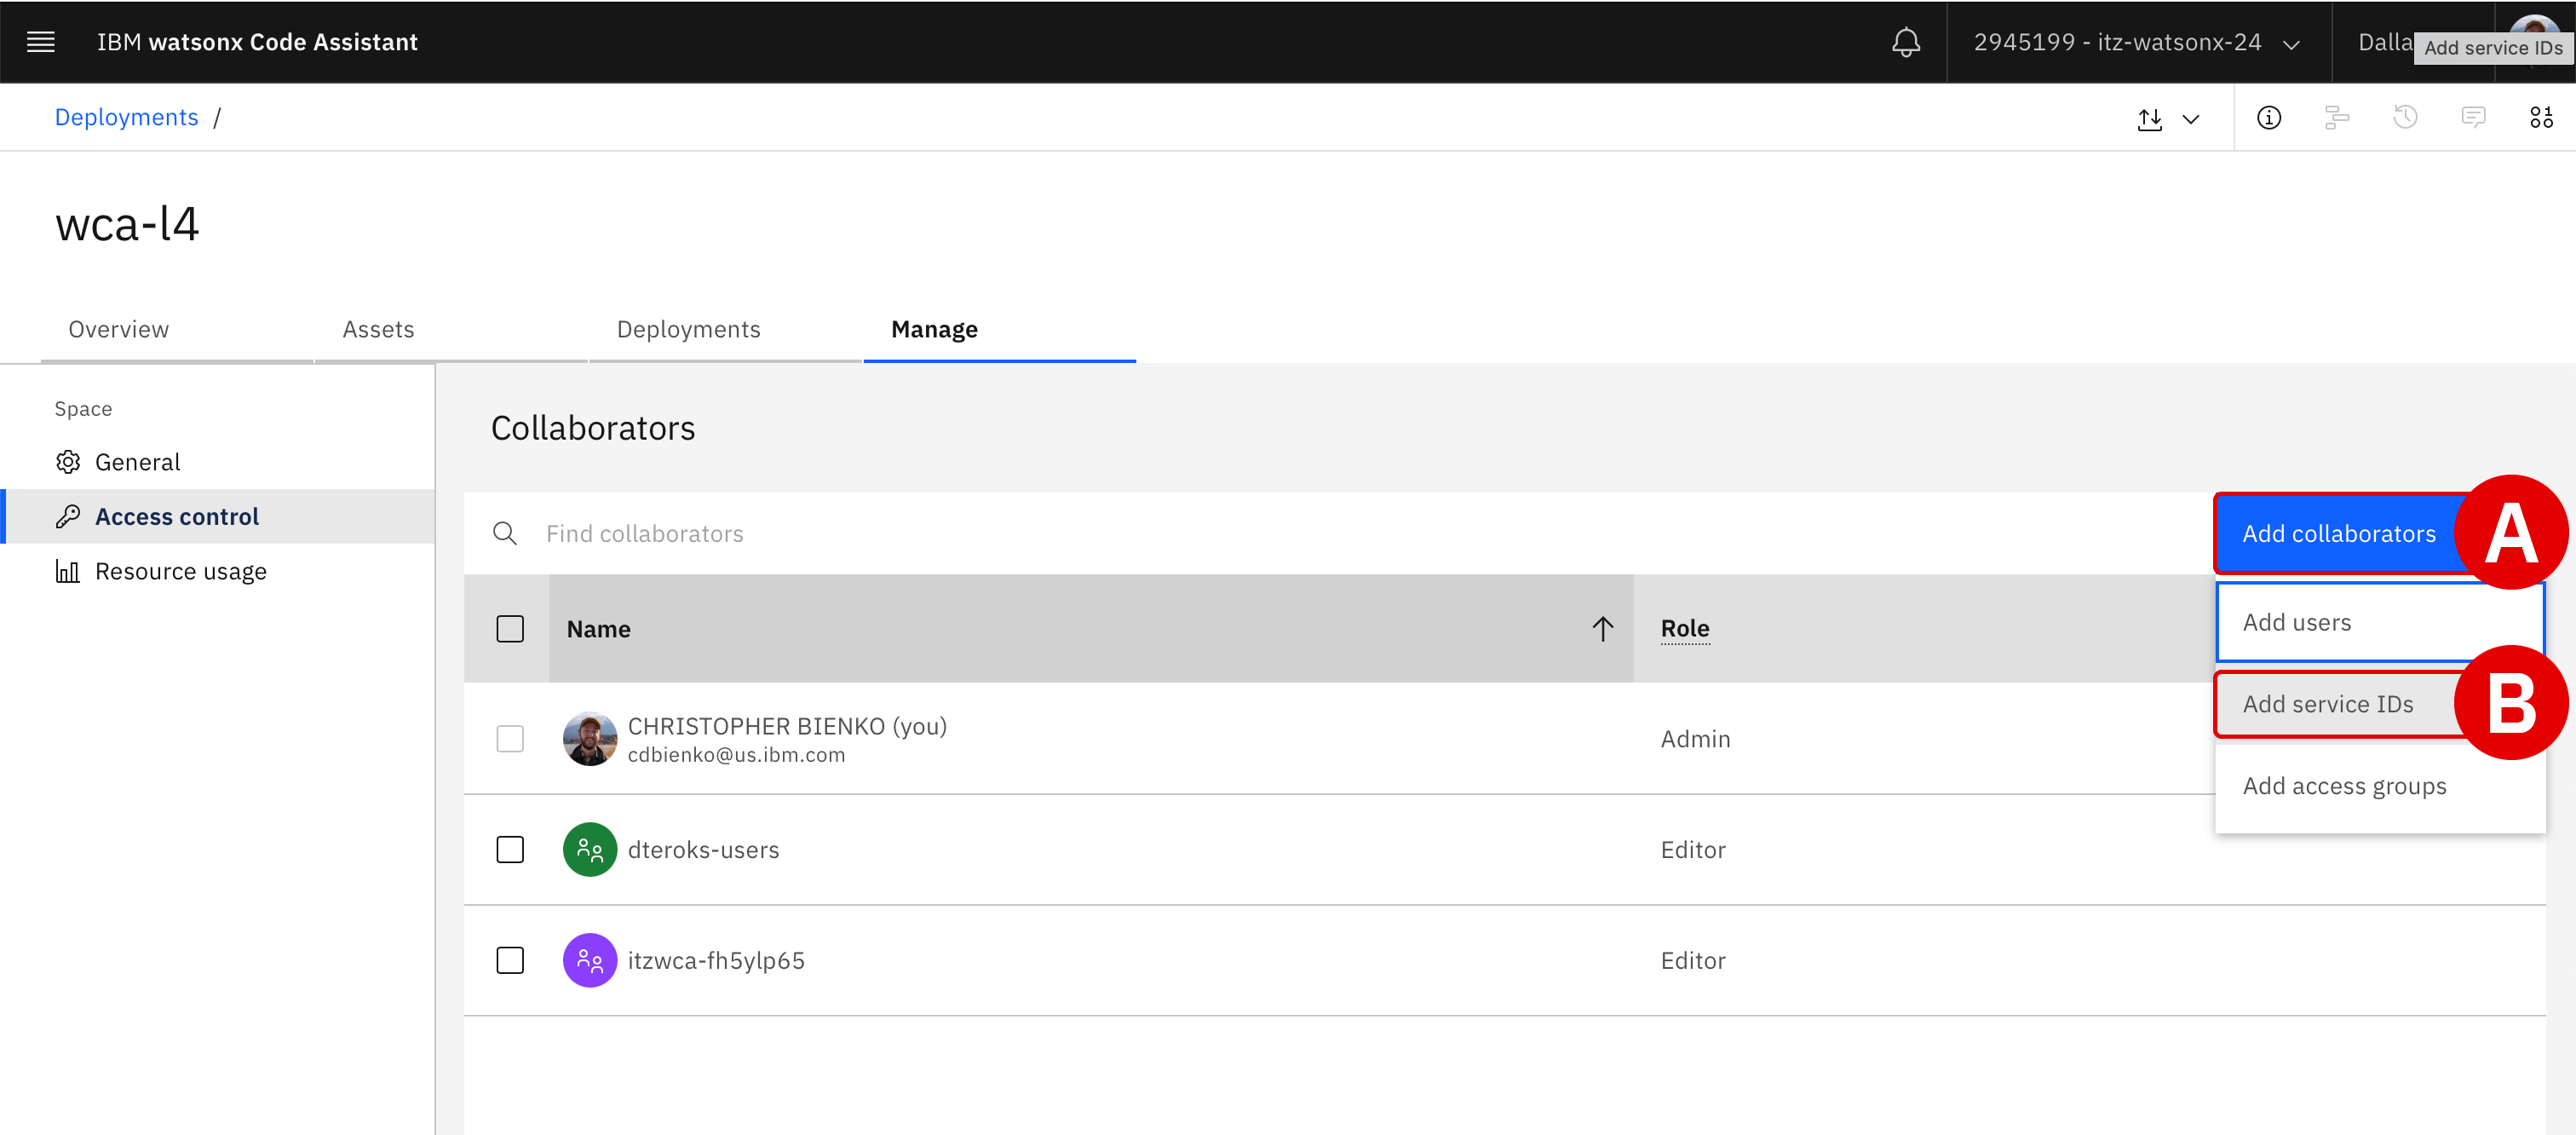 IBM watsonx Code Assistant
2945199 - itz-watsonx-24
Dalla
Add service IDs
Deployments /
wca-l4
Overview
Assets
Deployments
Manage
Space
General
Access control
Resource usage
Collaborators
Find collaborators
Add collaborators
A
Add users
Add service IDs
B
Add access groups
Name
Role
CHRISTOPHER BIENKO (you)
cdbienko@us.ibm.com
Admin
dteroks-users
Editor
itzwca-fh5ylp65
Editor